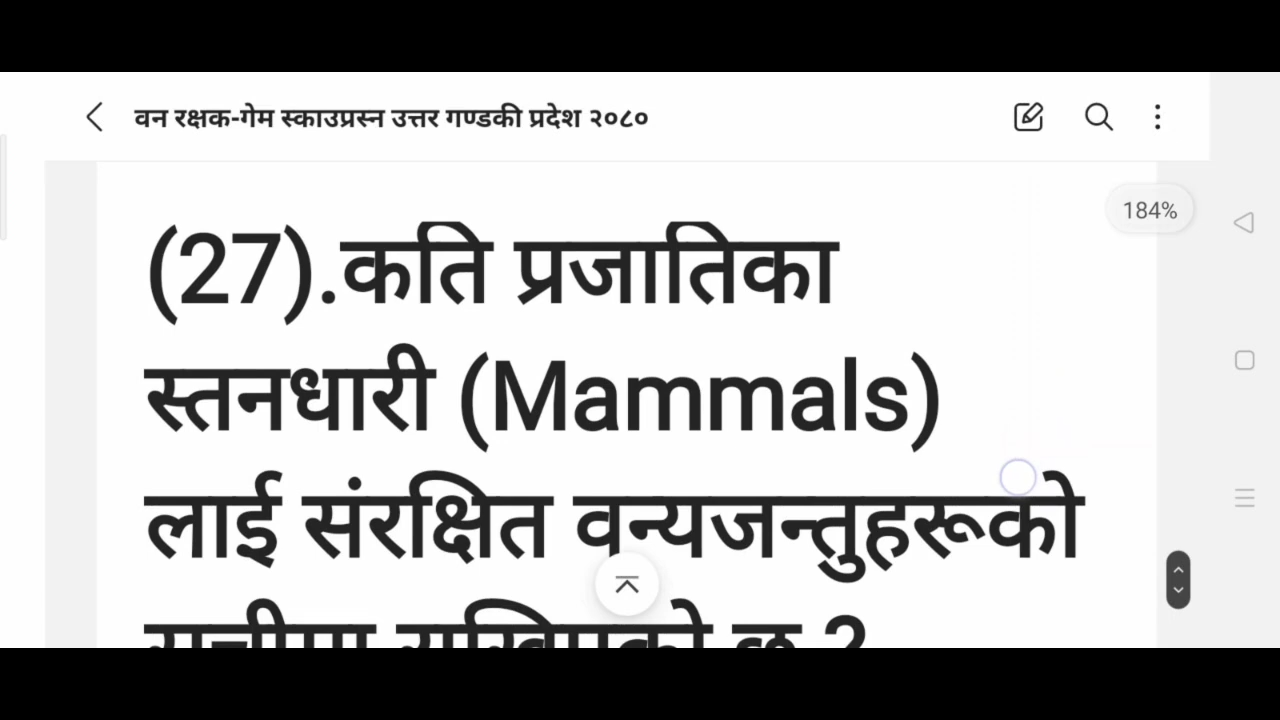 वन रक्षक-गेम स्काउप्रस्न उत्तर गण्डकी प्रदेश २०८०
184%
(27).कति प्रजातिका
स्तनधारी (Mammals)
लाई संरक्षित वन्यजन्तुहरूको
छ ?